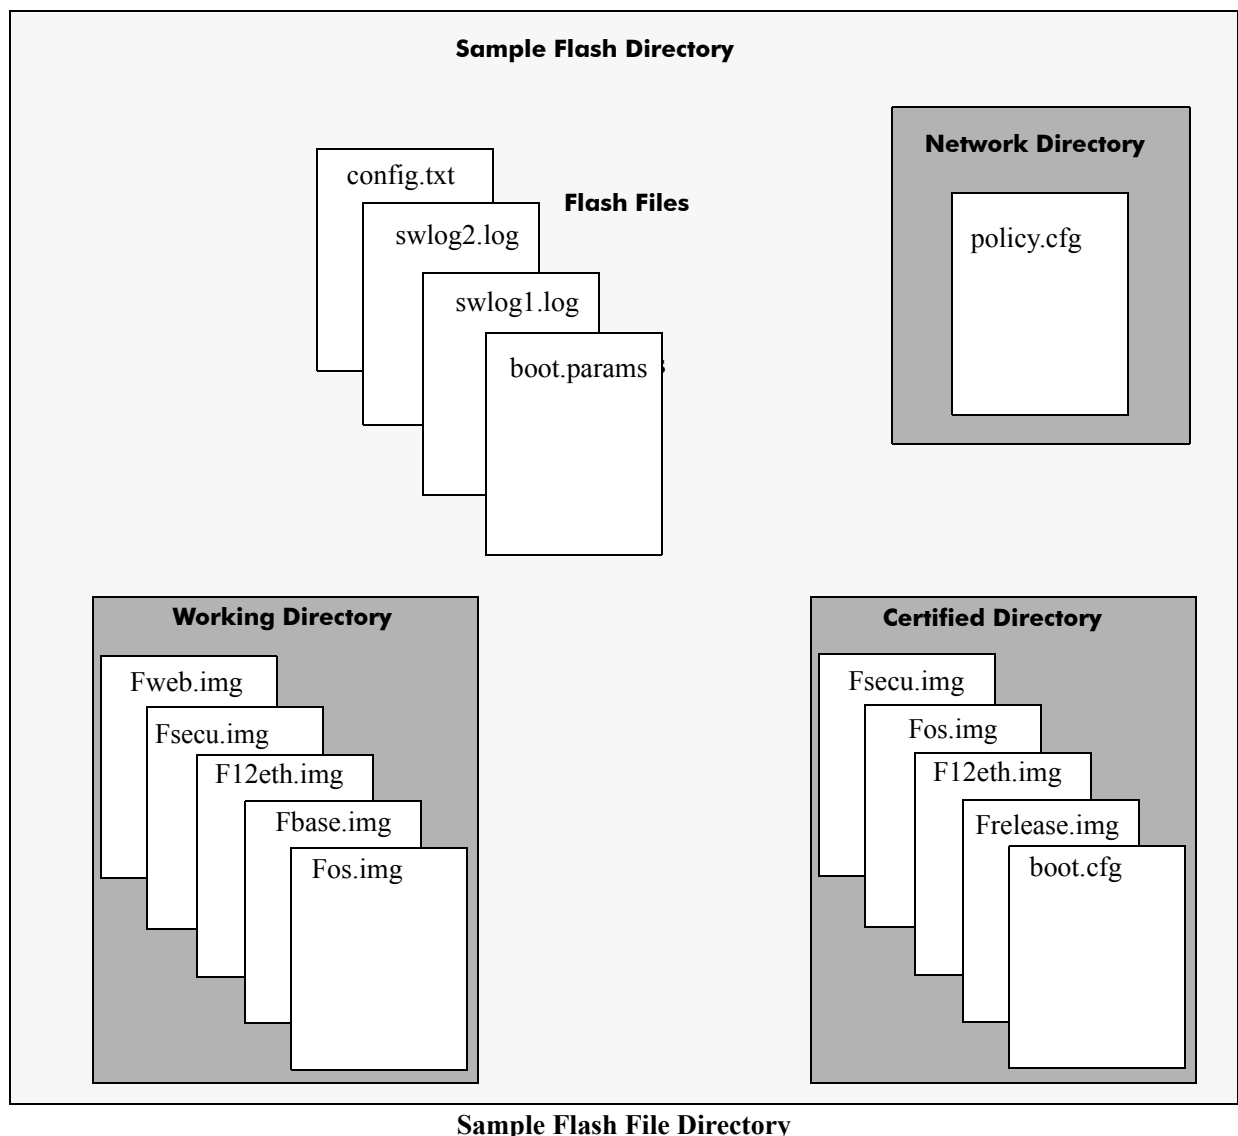 Sample Flash Directory
Network Directory
config.txt
Flash Files
swlog2.log
policy.cfg
swlog1.log
boot.params
s
Working Directory
Fweb.img
Fsecu.img
F12eth.img
Fbase.img
Fos.img
Certified Directory
Fsecu.img
Fos.img
F12eth.img
Frelease.img
boot.cfg
Sample Flash File Directory